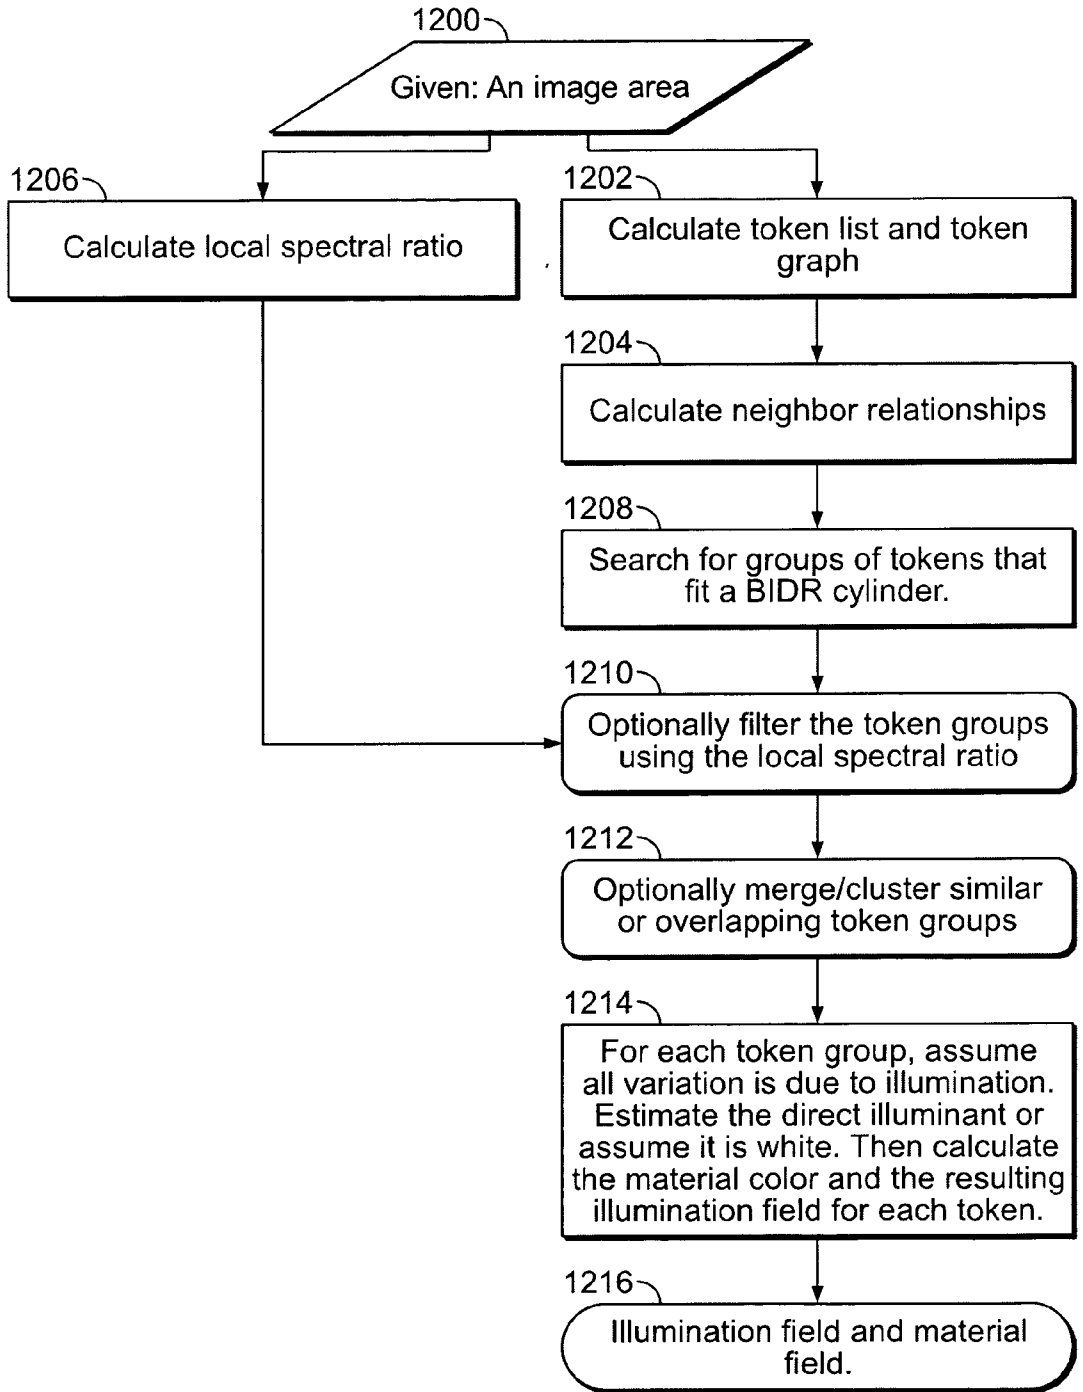 1200
Given: An image area
1206
Calculate local spectral ratio
1202
Calculate token list and token
graph
1204
Calculate neighbor relationships
1208
Search for groups of tokens that
fit a BIDR cylinder.
1210
Optionally filter the token groups
using the local spectral ratio
1212
Optionally merge/cluster similar
or overlapping token groups
1214
For each token group, assume
all variation is due to illumination.
Estimate the direct illuminant or
assume it is white. Then calculate
the material color and the resulting
illumination field for each token.
1216
Illumination field and material
field.